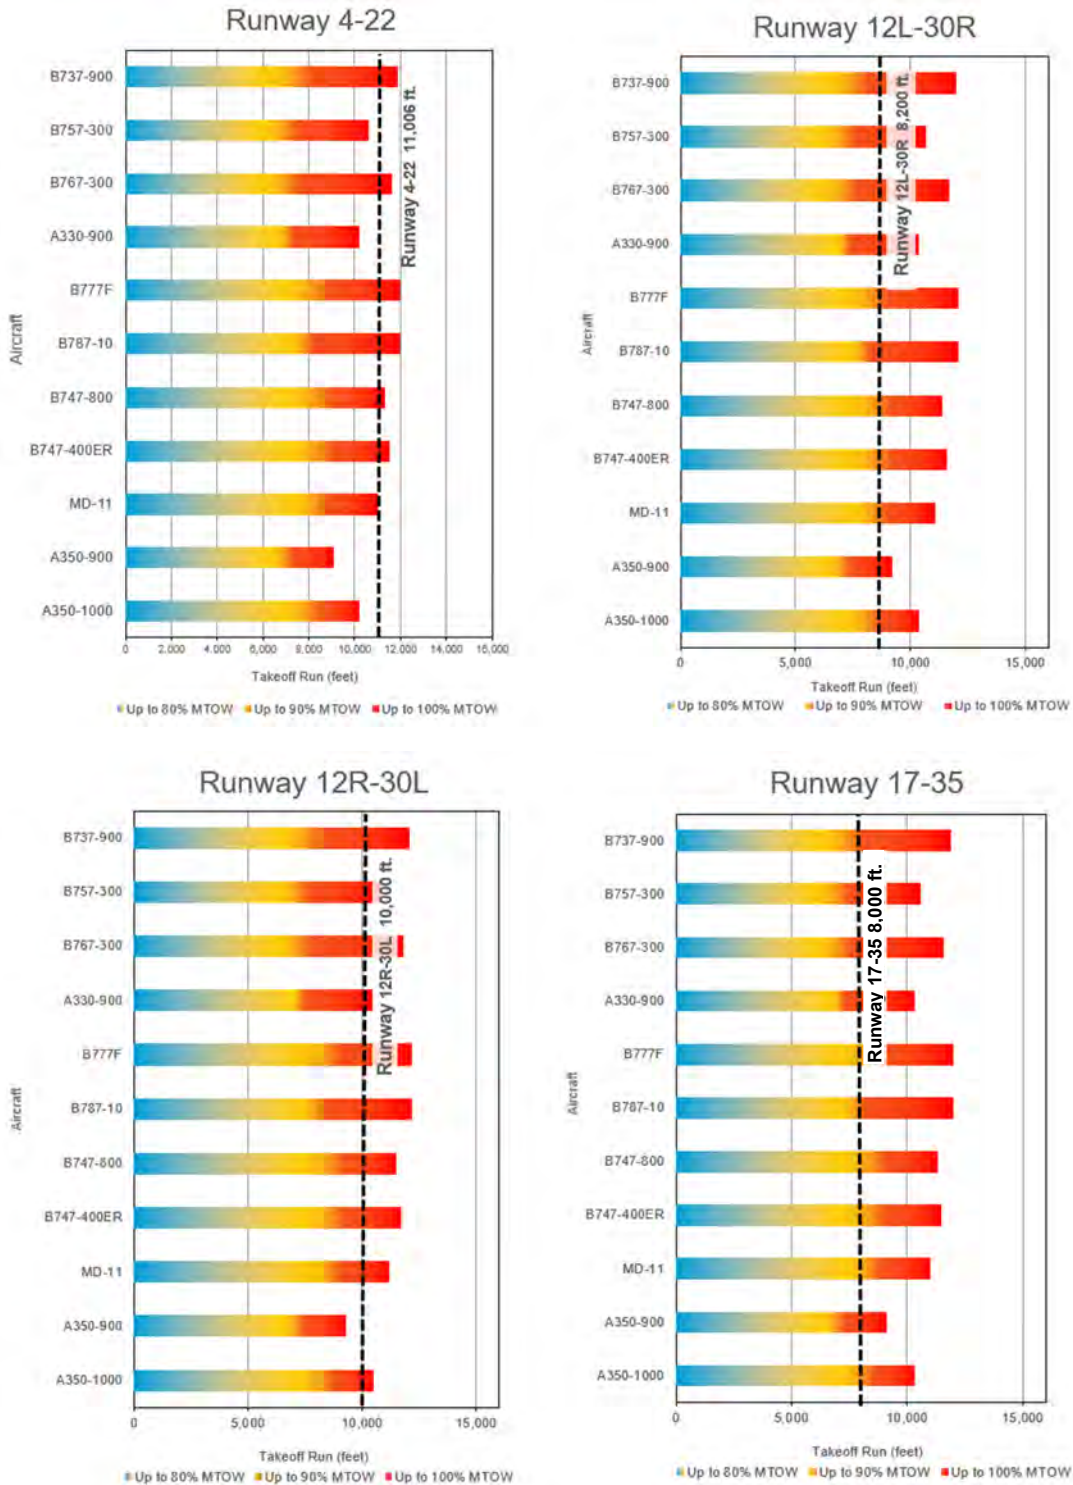 Runway 4-22
B737-900
B757-300
B767-300
A330-900
B777F
B787-10
B747-800
B747-400ER
MD-11
A350-900
A350-1000
Aircraft
Runway 4-22 11,006 ft.
0 2,000 4,000 6,000 8,000 10,000 12,000 14,000 16,000
Takeoff Run (feet)
Up to 80% MTOW Up to 90% MTOW Up to 100% MTOW
Runway 12L-30R
B737-900
B757-300
B767-300
A330-900
B777F
B787-10
B747-800
B747-400ER
MD-11
A350-900
A350-1000
Aircraft
Runway 12L-30R 8,200 ft.
0 5,000 10,000 15,000
Takeoff Run (feet)
Up to 80% MTOW Up to 90% MTOW Up to 100% MTOW
Runway 12R-30L
B737-900
B757-300
B767-300
A330-900
B777F
B787-10
B747-800
B747-400ER
MD-11
A350-900
A350-1000
Aircraft
Runway 12R-30L 10,000 ft.
0 5,000 10,000 15,000
Takeoff Run (feet)
Up to 80% MTOW Up to 90% MTOW Up to 100% MTOW
Runway 17-35
B737-900
B757-300
B767-300
A330-900
B777F
B787-10
B747-800
B747-400ER
MD-11
A350-900
A350-1000
Aircraft
Runway 17-35 8,000 ft.
0 5,000 10,000 15,000
Takeoff Run (feet)
Up to 80% MTOW Up to 90% MTOW Up to 100% MTOW